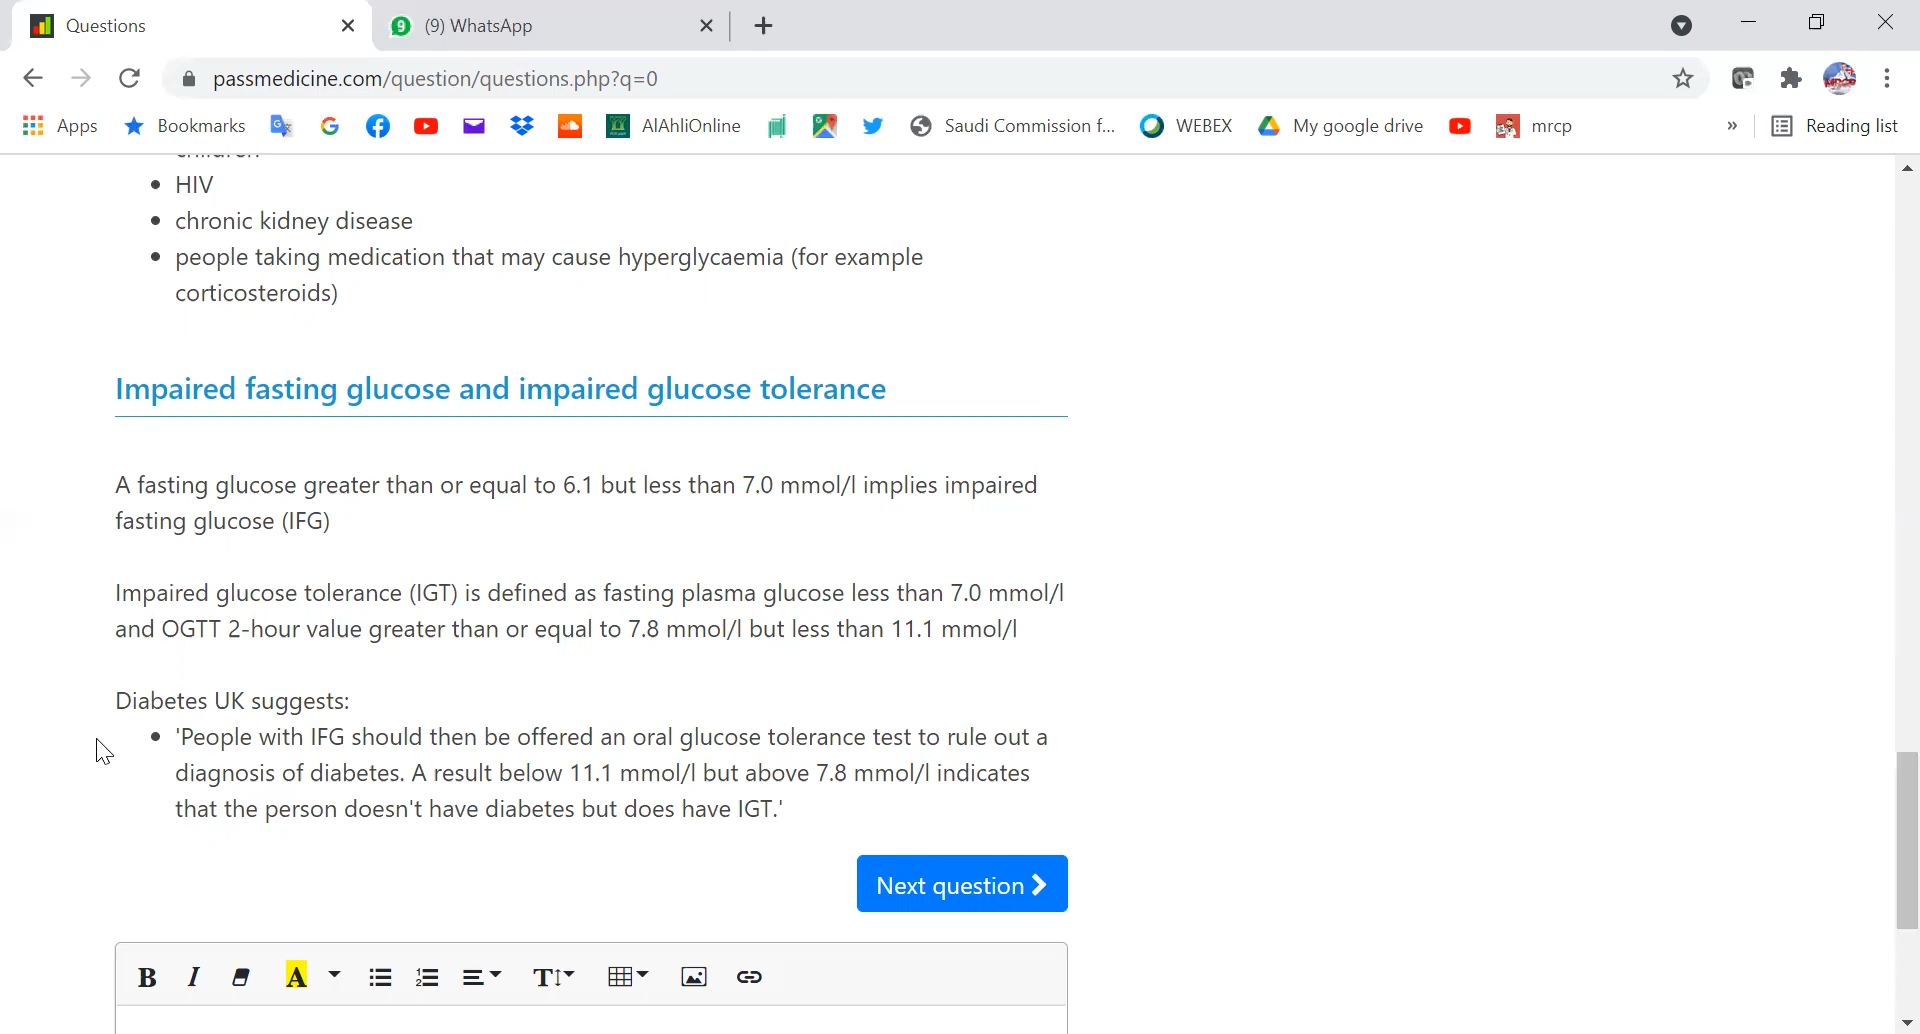 Questions
9 (9) WhatsApp
passmedicine.com/question/questions.php?q=0
Apps
Bookmarks
AlAhliOnline
Saudi Commission f...
WEBEX
My google drive
mrcp
»
Reading list
children
• HIV
• chronic kidney disease
• people taking medication that may cause hyperglycaemia (for example
corticosteroids)
Impaired fasting glucose and impaired glucose tolerance
A fasting glucose greater than or equal to 6.1 but less than 7.0 mmol/l implies impaired
fasting glucose (IFG)
Impaired glucose tolerance (IGT) is defined as fasting plasma glucose less than 7.0 mmol/l
and OGTT 2-hour value greater than or equal to 7.8 mmol/l but less than 11.1 mmol/l
Diabetes UK suggests:
• 'People with IFG should then be offered an oral glucose tolerance test to rule out a
diagnosis of diabetes. A result below 11.1 mmol/l but above 7.8 mmol/l indicates
that the person doesn't have diabetes but does have IGT.'
Next question
B I A T